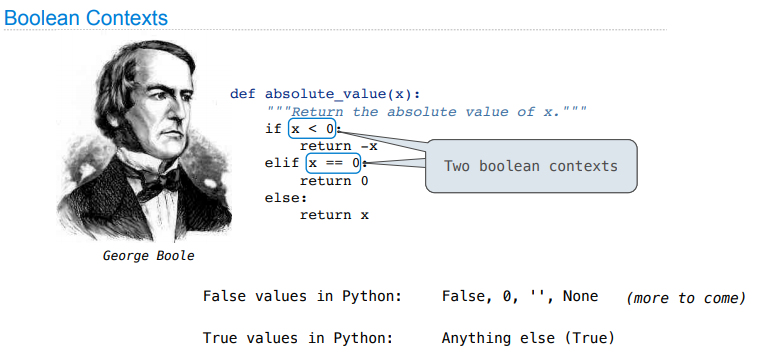 Boolean Contexts
def absolute_value(x):
    """Return the absolute value of x."""
    if x < 0:
        return -x
    elif x == 0:
        return 0
    else:
        return x
Two boolean contexts
George Boole
False values in Python: False, 0, '', None (more to come)
True values in Python: Anything else (True)